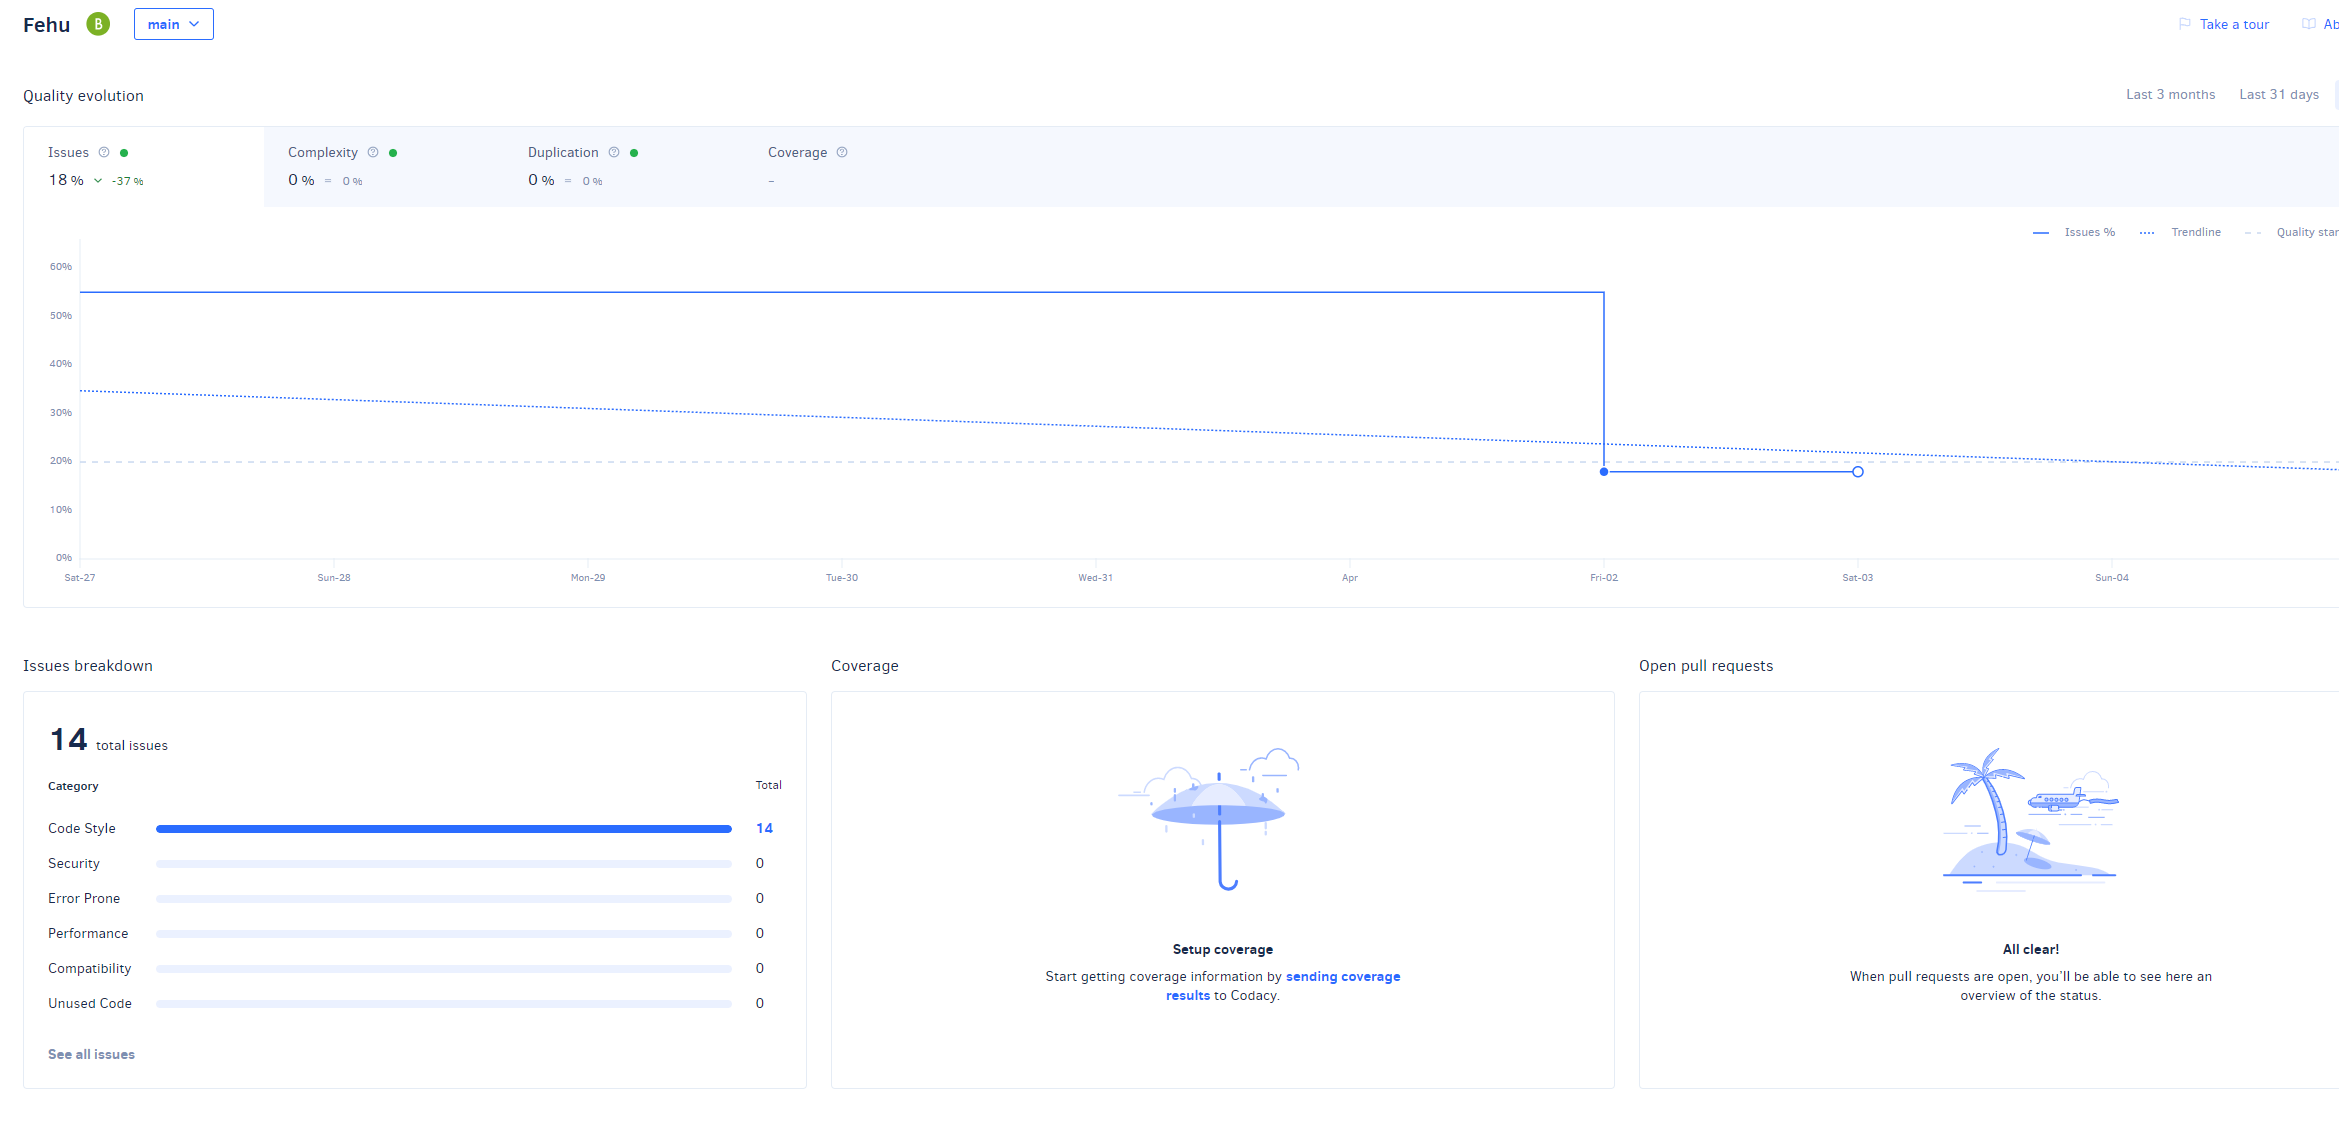 Fehu B main Take a tour Ab
Quality evolution Last 3 months Last 31 days
Issues Complexity Duplication Coverage
18 % -37 % 0 % = 0 % 0 % = 0 % –
Issues % Trendline Quality stan
60%
50%
40%
30%
20%
10%
0%
Sat-27 Sun-28 Mon-29 Tue-30 Wed-31 Apr Fri-02 Sat-03 Sun-04
Issues breakdown Coverage Open pull requests
14 total issues
Category Total
Code Style 14
Security 0
Error Prone 0
Performance 0
Compatibility 0
Unused Code 0
See all issues
Setup coverage
Start getting coverage information by sending coverage
results to Codacy.
All clear!
When pull requests are open, you'll be able to see here an
overview of the status.